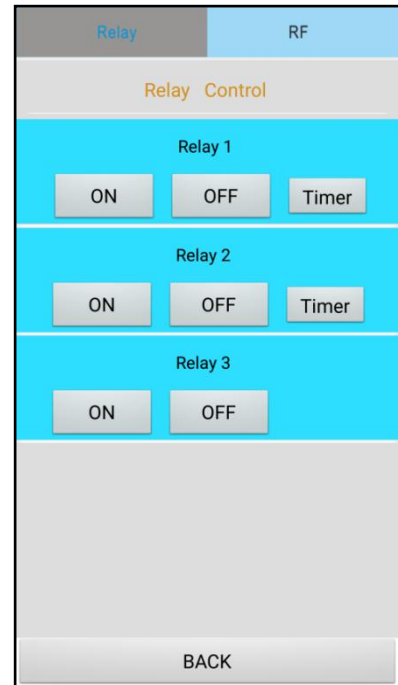 Relay RF
Relay Control
Relay 1
ON OFF Timer
Relay 2
ON OFF Timer
Relay 3
ON OFF
BACK